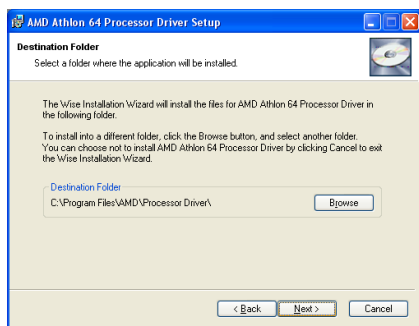 AMD Athlon 64 Processor Driver Setup
Destination Folder
Select a folder where the application will be installed.
The Wise Installation Wizard will install the files for AMD Athlon 64 Processor Driver in
the following folder.
To install into a different folder, click the Browse button, and select another folder.
You can choose not to install AMD Athlon 64 Processor Driver by clicking Cancel to exit
the Wise Installation Wizard.
Destination Folder
C:\Program Files\AMD\Processor Driver\
Browse
< Back
Next >
Cancel